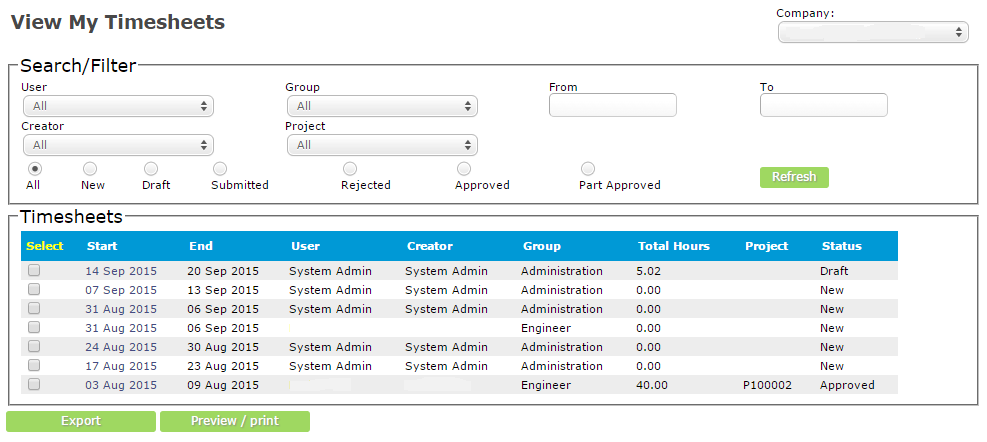 View My Timesheets
Company:
Search/Filter
User Group From To
All All
Creator Project
All All
All New Draft Submitted Rejected Approved Part Approved
Refresh
Timesheets
Select Start End User Creator Group Total Hours Project Status
14 Sep 2015 20 Sep 2015 System Admin System Admin Administration 5.02 Draft
07 Sep 2015 13 Sep 2015 System Admin System Admin Administration 0.00 New
31 Aug 2015 06 Sep 2015 System Admin System Admin Administration 0.00 New
31 Aug 2015 06 Sep 2015 Engineer 0.00 New
24 Aug 2015 30 Aug 2015 System Admin System Admin Administration 0.00 New
17 Aug 2015 23 Aug 2015 System Admin System Admin Administration 0.00 New
03 Aug 2015 09 Aug 2015 Engineer 40.00 P100002 Approved
Export Preview / print